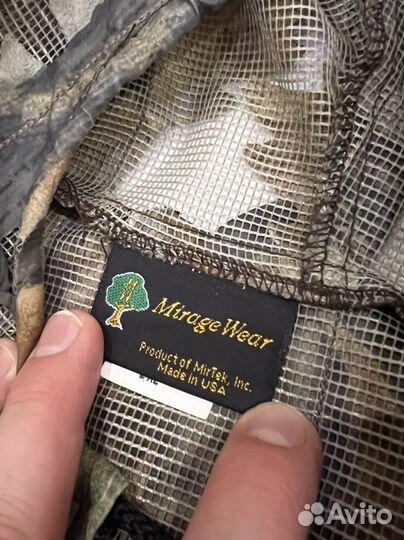 Mirage Wear
Product of MirTek, Inc.
Made in USA
Avito